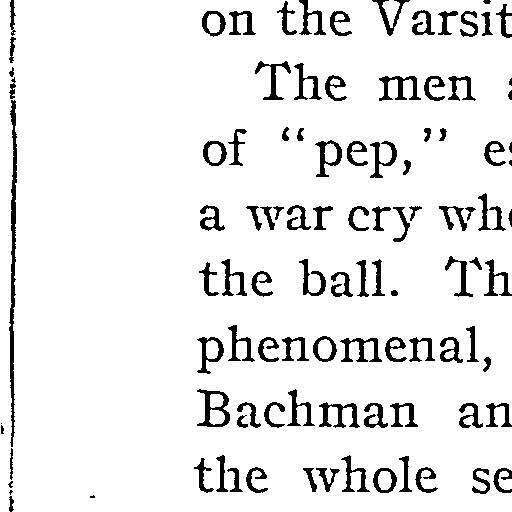 on the Varsit
The men
of "pep," es
a war cry who
the ball. Th
phenomenal,
Bachman an
the whole se